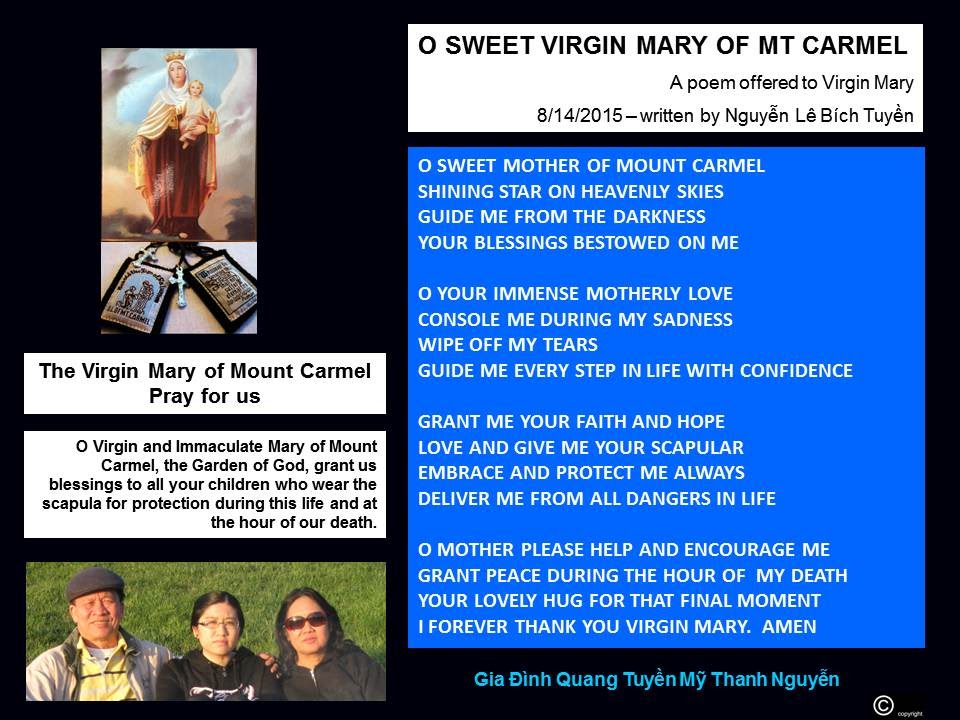 O SWEET VIRGIN MARY OF MT CARMEL
A poem offered to Virgin Mary
8/14/2015 – written by Nguyễn Lê Bích Tuyền
O SWEET MOTHER OF MOUNT CARMEL
SHINING STAR ON HEAVENLY SKIES
GUIDE ME FROM THE DARKNESS
YOUR BLESSINGS BESTOWED ON ME
O YOUR IMMENSE MOTHERLY LOVE
CONSOLE ME DURING MY SADNESS
WIPE OFF MY TEARS
GUIDE ME EVERY STEP IN LIFE WITH CONFIDENCE
GRANT ME YOUR FAITH AND HOPE
LOVE AND GIVE ME YOUR SCAPULAR
EMBRACE AND PROTECT ME ALWAYS
DELIVER ME FROM ALL DANGERS IN LIFE
O MOTHER PLEASE HELP AND ENCOURAGE ME
GRANT PEACE DURING THE HOUR OF MY DEATH
YOUR LOVELY HUG FOR THAT FINAL MOMENT
I FOREVER THANK YOU VIRGIN MARY. AMEN
MT.CARMEL
The Virgin Mary of Mount Carmel
Pray for us
O Virgin and Immaculate Mary of Mount
Carmel, the Garden of God, grant us
blessings to all your children who wear the
scapula for protection during this life and at
the hour of our death.
Gia Đình Quang Tuyền Mỹ Thanh Nguyễn
© copyright